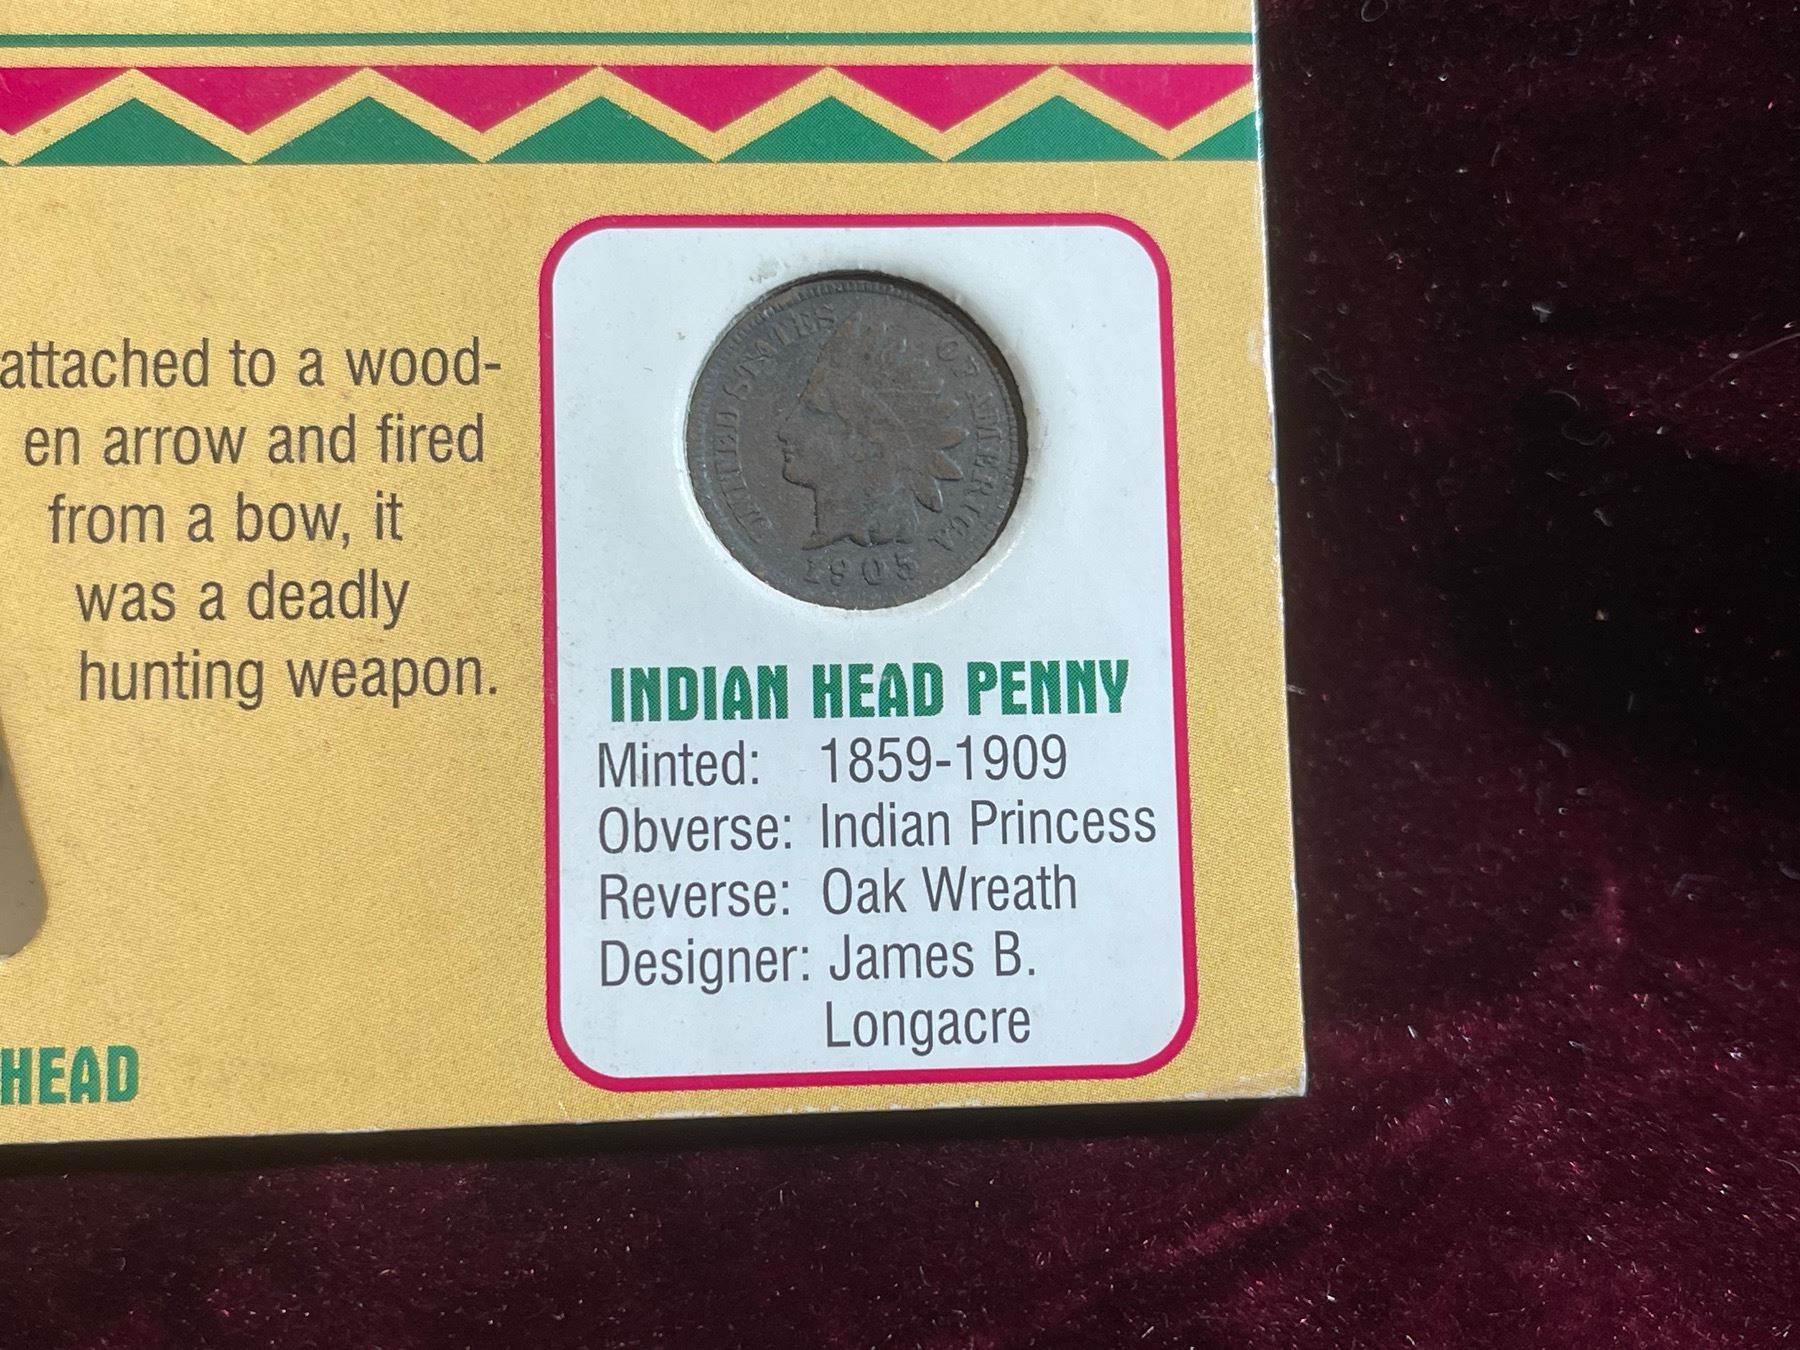 attached to a wood-
en arrow and fired
from a bow, it
was a deadly
hunting weapon.
HEAD
UNITED STATES OF AMERICA
1905
INDIAN HEAD PENNY
Minted: 1859-1909
Obverse: Indian Princess
Reverse: Oak Wreath
Designer: James B.
Longacre